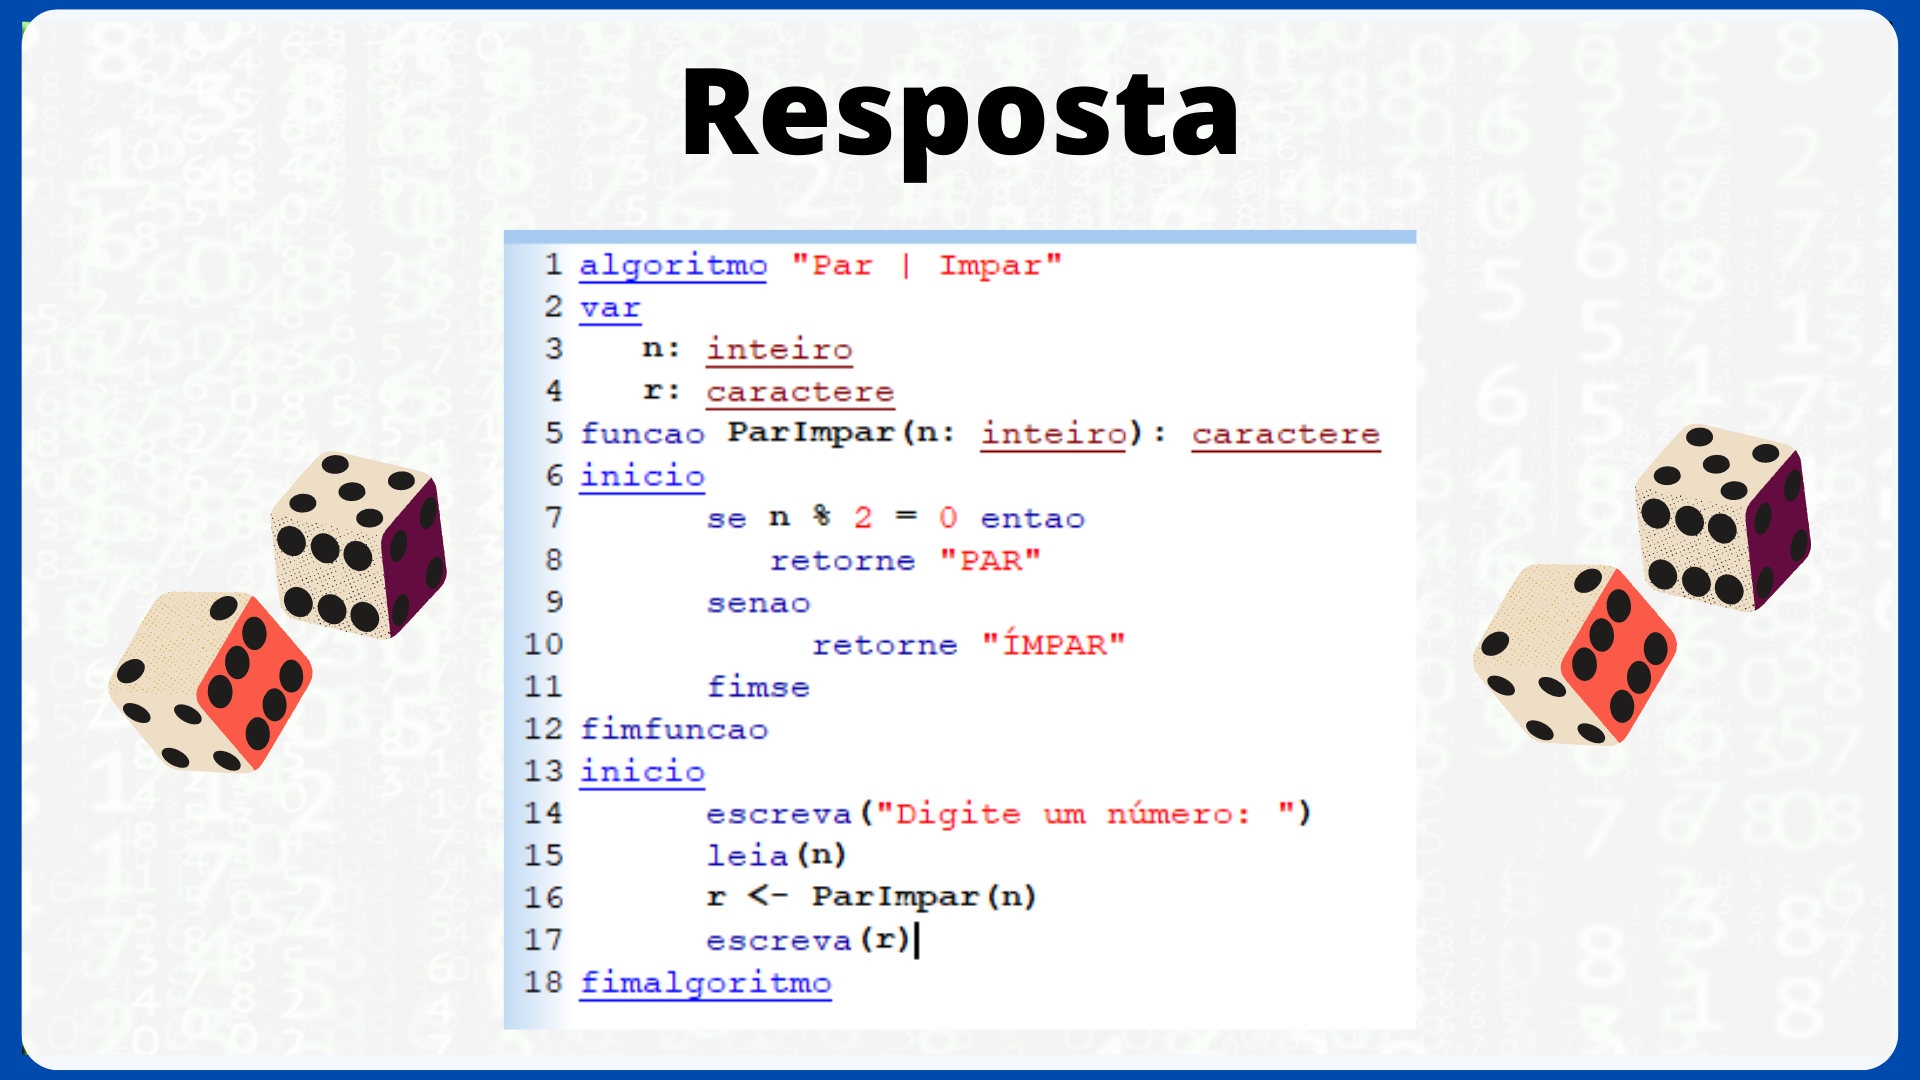 Resposta
1 algoritmo "Par | Impar"
2 var
3 n: inteiro
4 r: caractere
5 funcao ParImpar(n: inteiro): caractere
6 inicio
7 se n % 2 = 0 entao
8 retorne "PAR"
9 senao
10 retorne "ÍMPAR"
11 fimse
12 fimfuncao
13 inicio
14 escreva("Digite um número: ")
15 leia(n)
16 r <- ParImpar(n)
17 escreva(r)
18 fimalgoritmo